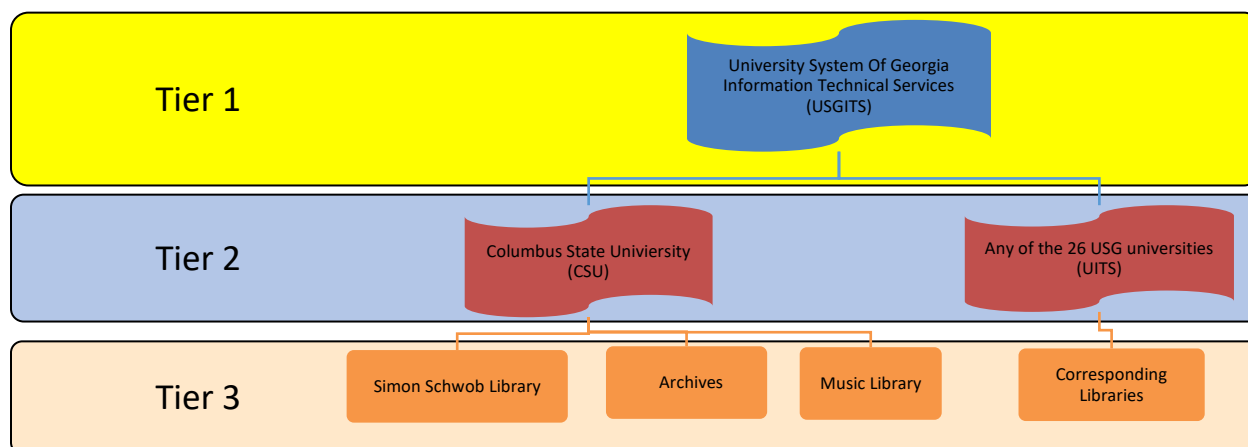 Tier 1
University System Of Georgia
Information Technical Services
(USGITS)
Tier 2
Columbus State Univiersity
(CSU)
Any of the 26 USG universities
(UITS)
Tier 3
Simon Schwob Library
Archives
Music Library
Corresponding
Libraries